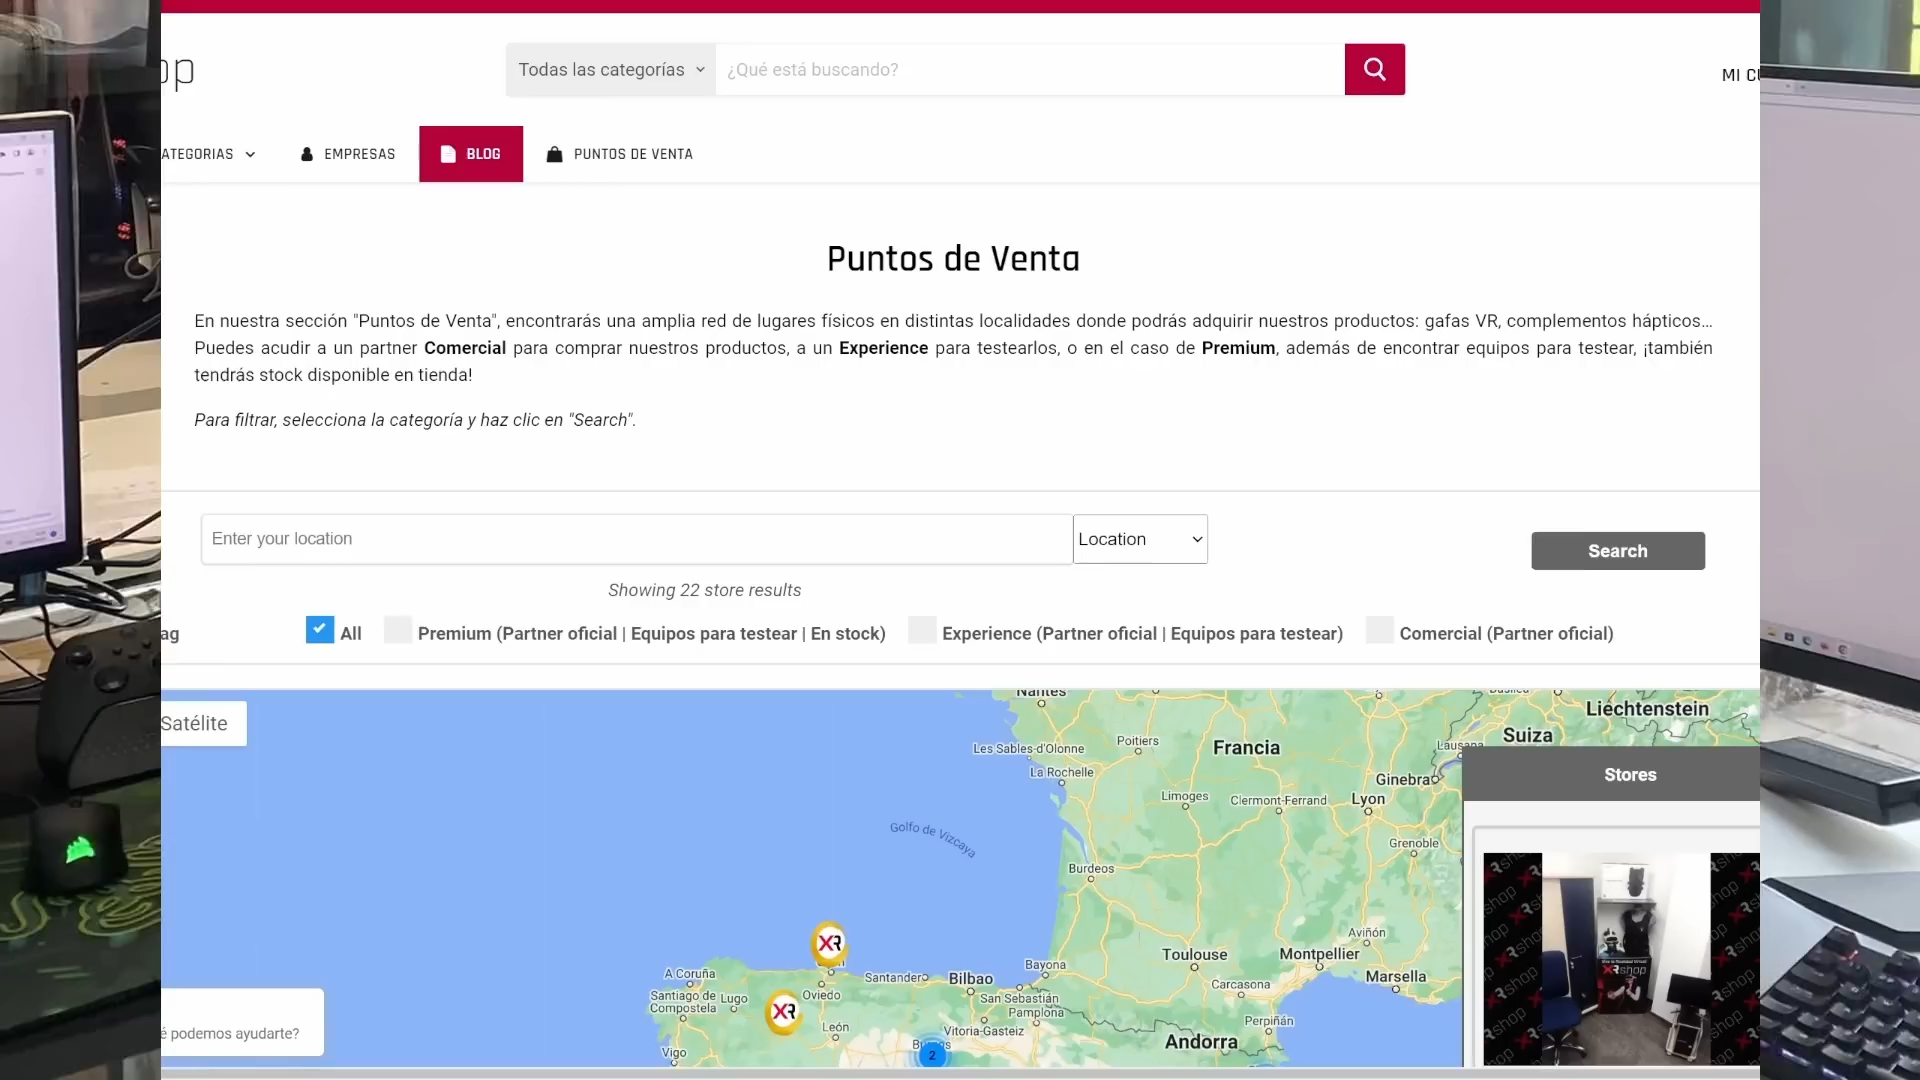 op
Todas las categorías
¿Qué está buscando?
MI CU
ATEGORIAS
EMPRESAS
BLOG
PUNTOS DE VENTA
Puntos de Venta
En nuestra sección "Puntos de Venta", encontrarás una amplia red de lugares físicos en distintas localidades donde podrás adquirir nuestros productos: gafas VR, complementos hápticos...
Puedes acudir a un partner Comercial para comprar nuestros productos, a un Experience para testearlos, o en el caso de Premium, además de encontrar equipos para testear, ¡también
tendrás stock disponible en tienda!
Para filtrar, selecciona la categoría y haz clic en "Search".
Enter your location
Location
Search
Showing 22 store results
ag
All
Premium (Partner oficial | Equipos para testear | En stock)
Experience (Partner oficial | Equipos para testear)
Comercial (Partner oficial)
Satélite
Nantes
Liechtenstein
Suiza
Poitiers
Francia
Les Sables-d'Olonne
Lausana
La Rochelle
Stores
Ginebra
Limoges
Clermont-Ferrand
Lyon
Golfo de Vizcaya
Grenoble
Burdeos
XR
Aviñón
Toulouse
Montpellier
A Coruña
Santander
Bilbao
Bayona
Marsella
Carcasona
Santiago de
Compostela
Lugo
XR
Oviedo
San Sebastián
Pamplona
León
Vitoria-Gasteiz
Perpiñán
Andorra
Vigo
Burgos
2
é podemos ayudarte?
XRshop